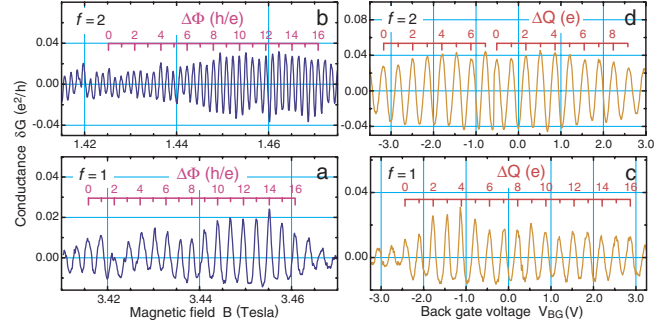 f = 2
ΔΦ (h/e)
b
0 2 4 6 8 10 12 14 16
0.04
0.00
-0.04
1.42 1.44 1.46
f = 2
ΔQ (e)
d
0 2 4 6 0 2 4 6 8
0.04
0.00
-0.04
-3.0 -2.0 -1.0 0.0 1.0 2.0 3.0
Conductance δG (e²/h)
f = 1
ΔΦ (h/e)
a
0 2 4 6 8 10 12 14 16
0.04
0.02
0.00
3.42 3.44 3.46
Magnetic field B (Tesla)
f = 1
ΔQ (e)
c
0 2 4 6 8 10 12 14 16
0.04
0.00
-3.0 -2.0 -1.0 0.0 1.0 2.0 3.0
Back gate voltage V_BG (V)